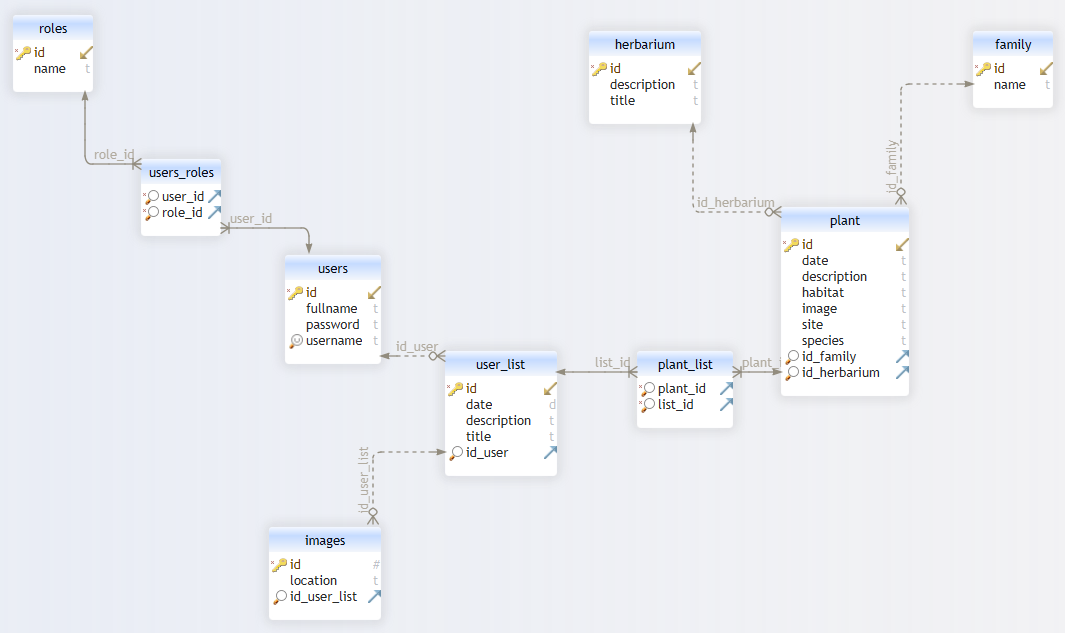 roles
id
name t
role_id
users_roles
user_id
role_id
user_id
users
id
fullname t
password t
username t
id_user
user_list
id
date d
description t
title t
id_user
id_user_list
images
id #
location t
id_user_list
list_id
plant_list
plant_id
list_id
plant_i
herbarium
id
description t
title t
id_herbarium
family
id
name t
id_family
plant
id
date t
description t
habitat t
image t
site t
species t
id_family
id_herbarium